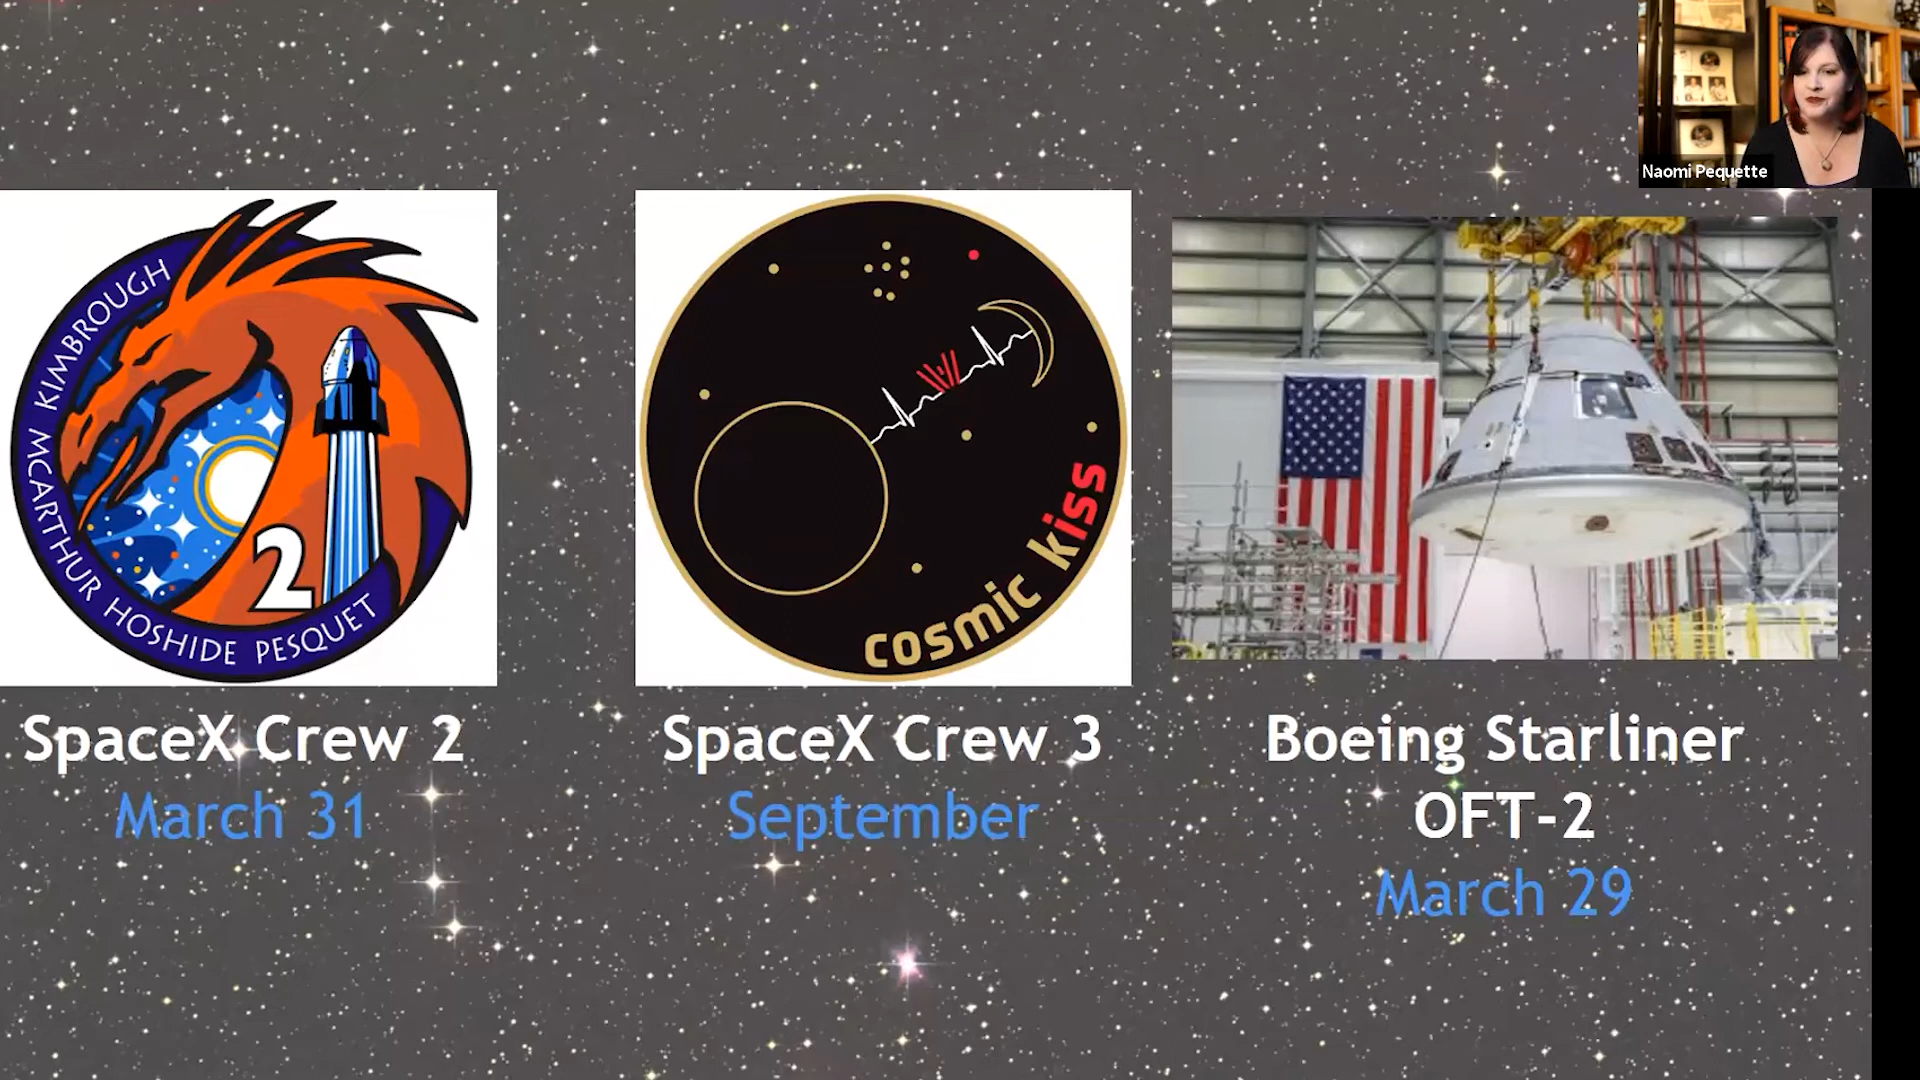 Naomi Pequette
MCARTHUR KIMBROUGH
HOSHIDE PESQUET
2
cosmic kiss
SpaceX Crew 2
March 31
SpaceX Crew 3
September
Boeing Starliner
OFT-2
March 29